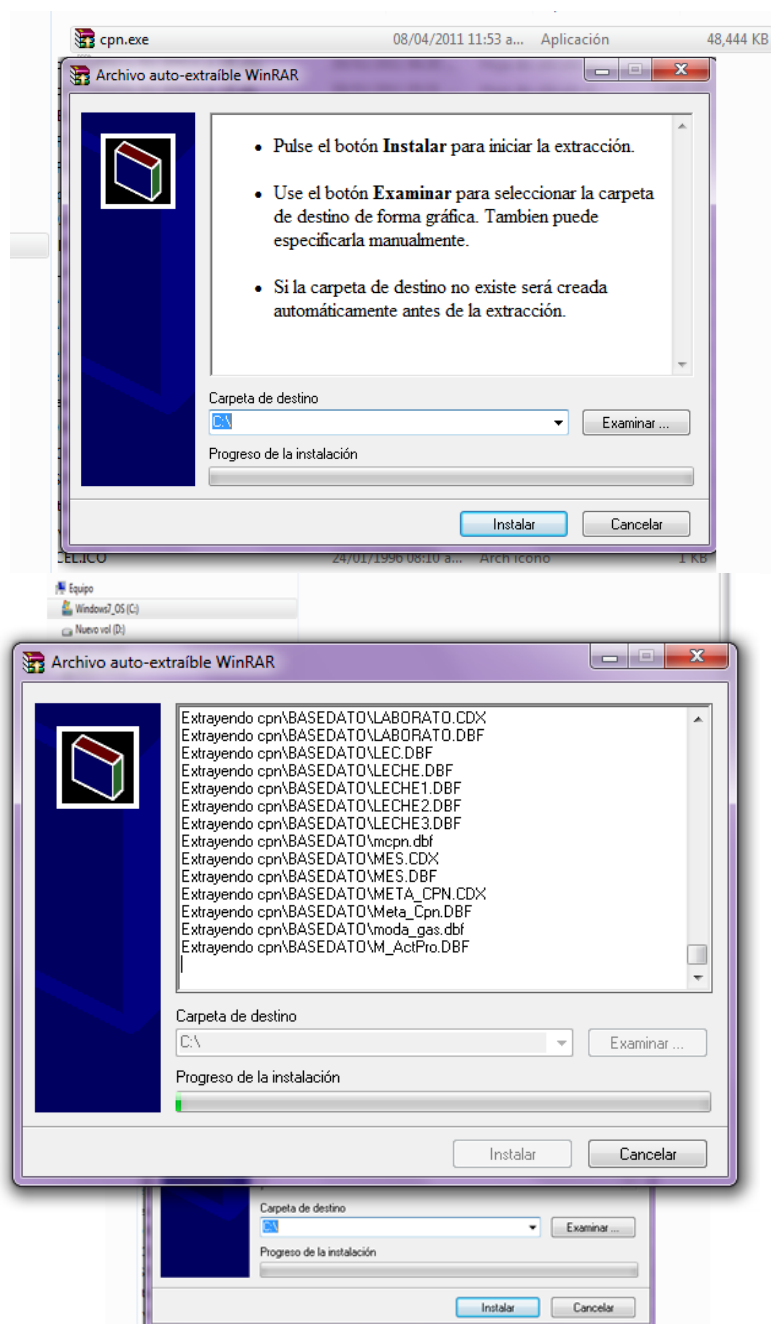 cpn.exe 08/04/2011 11:53 a... Aplicación 48,444 KB
Archivo auto-extraíble WinRAR
• Pulse el botón Instalar para iniciar la extracción.
• Use el botón Examinar para seleccionar la carpeta
de destino de forma gráfica. Tambien puede
especificarla manualmente.
• Si la carpeta de destino no existe será creada
automáticamente antes de la extracción.
Carpeta de destino
C:\
Examinar ...
Progreso de la instalación
Instalar Cancelar
CEL.ICO 24/01/1996 08:10 a... Arch Icono 1 KB
Equipo
Windows7_OS (C:)
Nuevo vol (D:)
Archivo auto-extraíble WinRAR
Extrayendo cpn\BASEDATO\LABORATO.CDX
Extrayendo cpn\BASEDATO\LABORATO.DBF
Extrayendo cpn\BASEDATO\LEC.DBF
Extrayendo cpn\BASEDATO\LECHE.DBF
Extrayendo cpn\BASEDATO\LECHE1.DBF
Extrayendo cpn\BASEDATO\LECHE2.DBF
Extrayendo cpn\BASEDATO\LECHE3.DBF
Extrayendo cpn\BASEDATO\mcpn.dbf
Extrayendo cpn\BASEDATO\MES.CDX
Extrayendo cpn\BASEDATO\MES.DBF
Extrayendo cpn\BASEDATO\META_CPN.CDX
Extrayendo cpn\BASEDATO\Meta_Cpn.DBF
Extrayendo cpn\BASEDATO\moda_gas.dbf
Extrayendo cpn\BASEDATO\M_ActPro.DBF
Carpeta de destino
C:\ Examinar ...
Progreso de la instalación
Instalar Cancelar
Carpeta de destino
C:\ Examinar ...
Progreso de la instalación
Instalar Cancelar